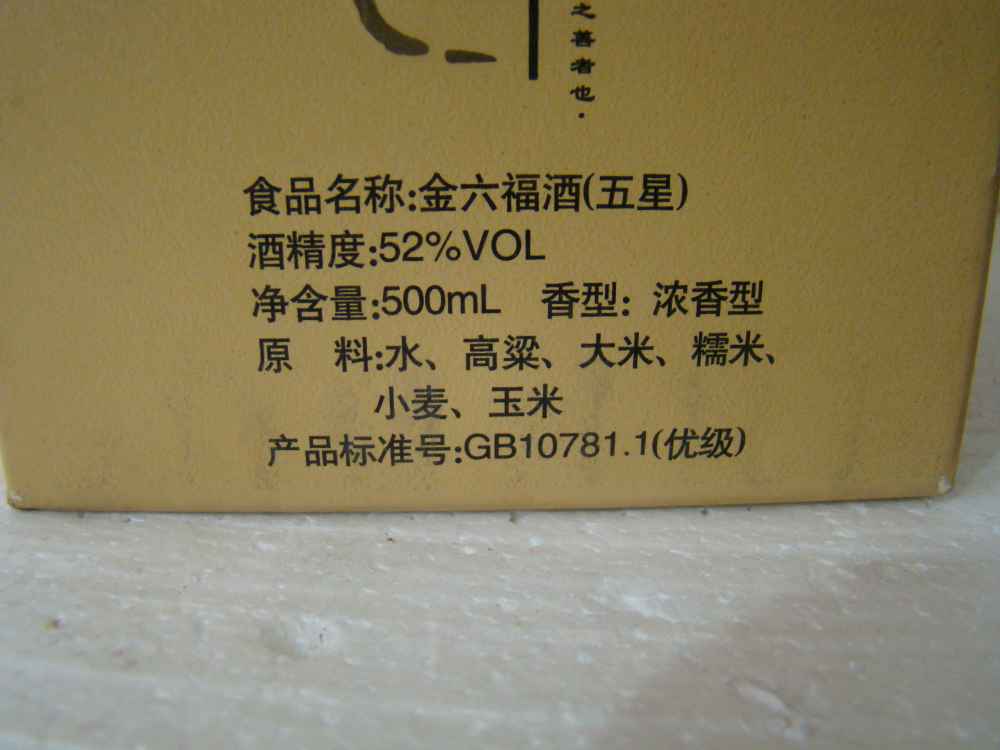 之善者也.
食品名称:金六福酒(五星)
酒精度:52%VOL
净含量:500mL 香型: 浓香型
原 料:水、高粱、大米、糯米、
小麦、玉米
产品标准号:GB10781.1(优级)